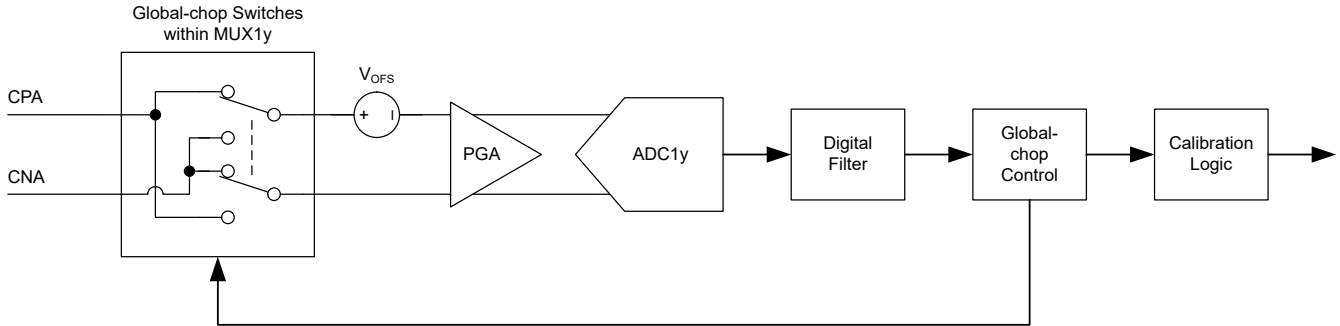 Global-chop Switches
within MUX1y
CPA
CNA
VOFS
+
–
PGA
ADC1y
Digital
Filter
Global-
chop
Control
Calibration
Logic